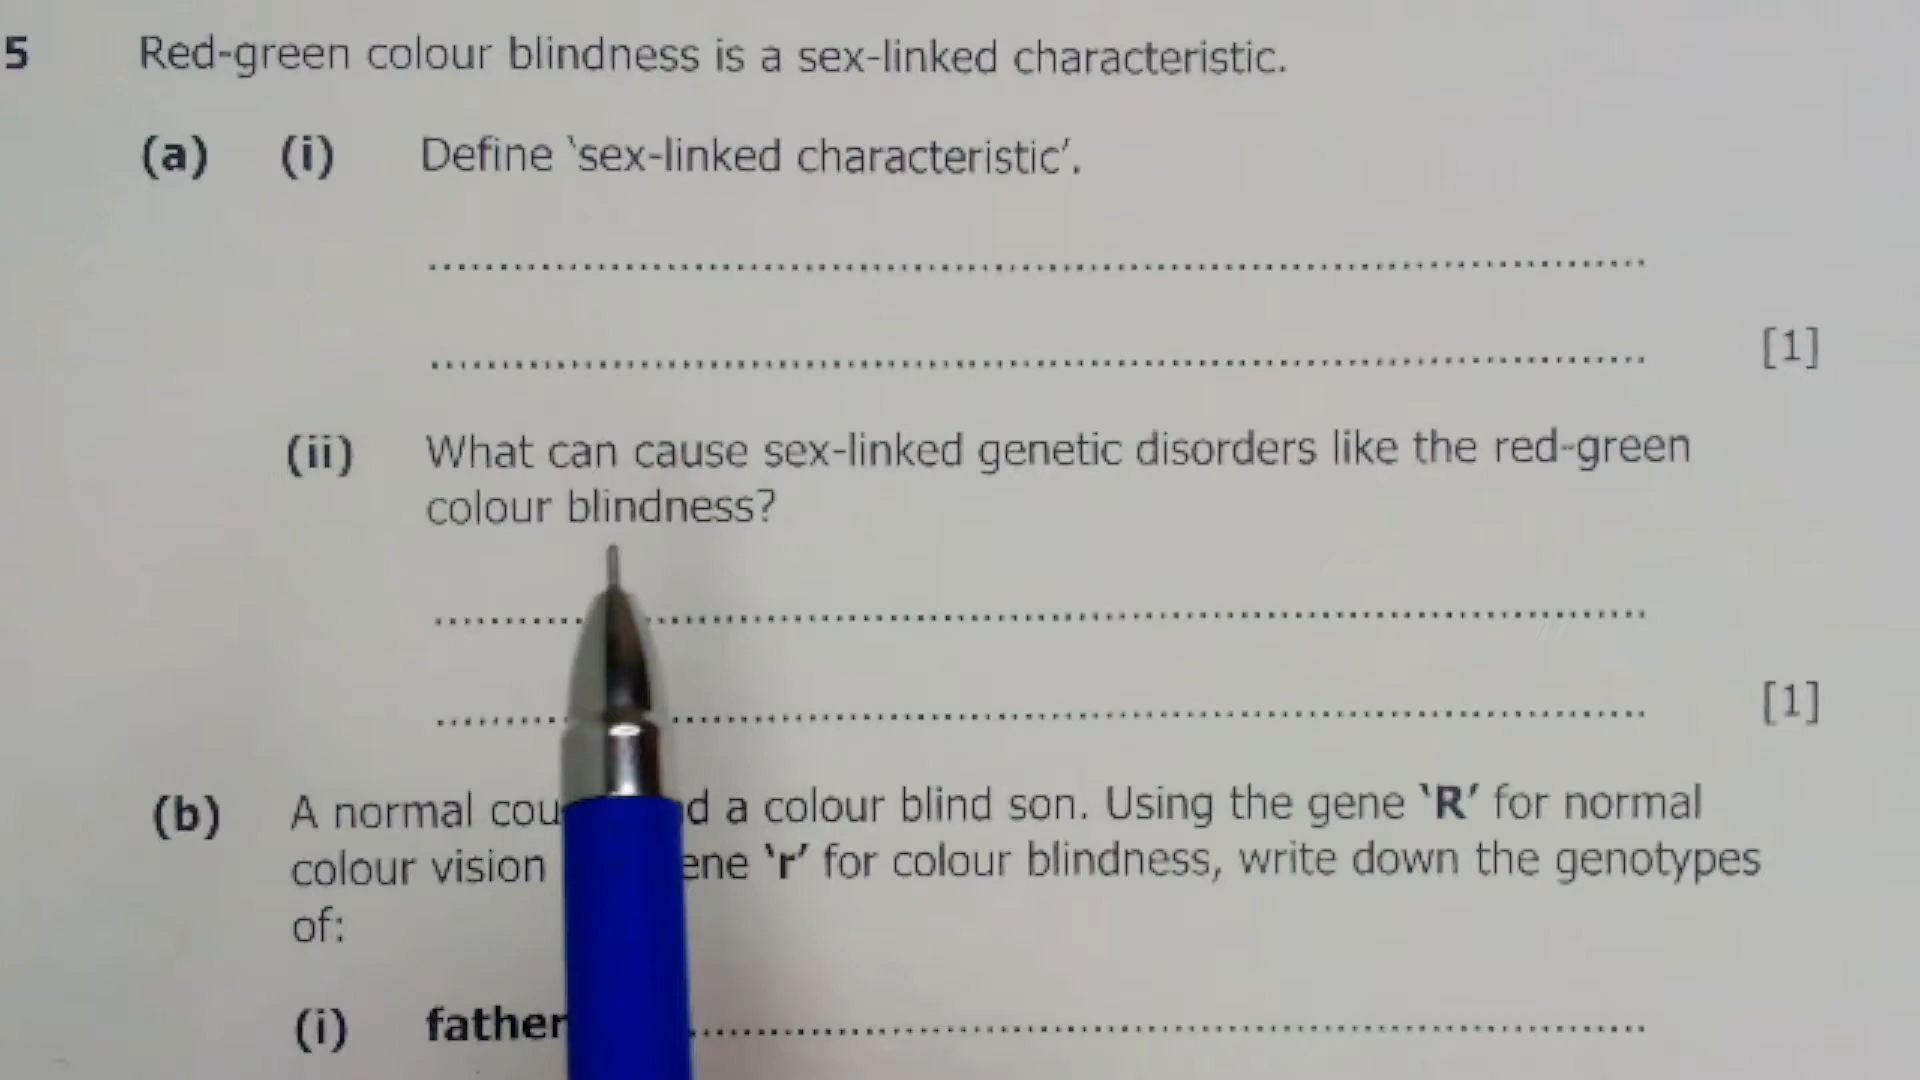 5 Red-green colour blindness is a sex-linked characteristic.
(a) (i) Define ‘sex-linked characteristic’.
[1]
(ii) What can cause sex-linked genetic disorders like the red-green
colour blindness?
[1]
(b) A normal cou d a colour blind son. Using the gene ‘R’ for normal
colour vision ene ‘r’ for colour blindness, write down the genotypes
of:
(i) father